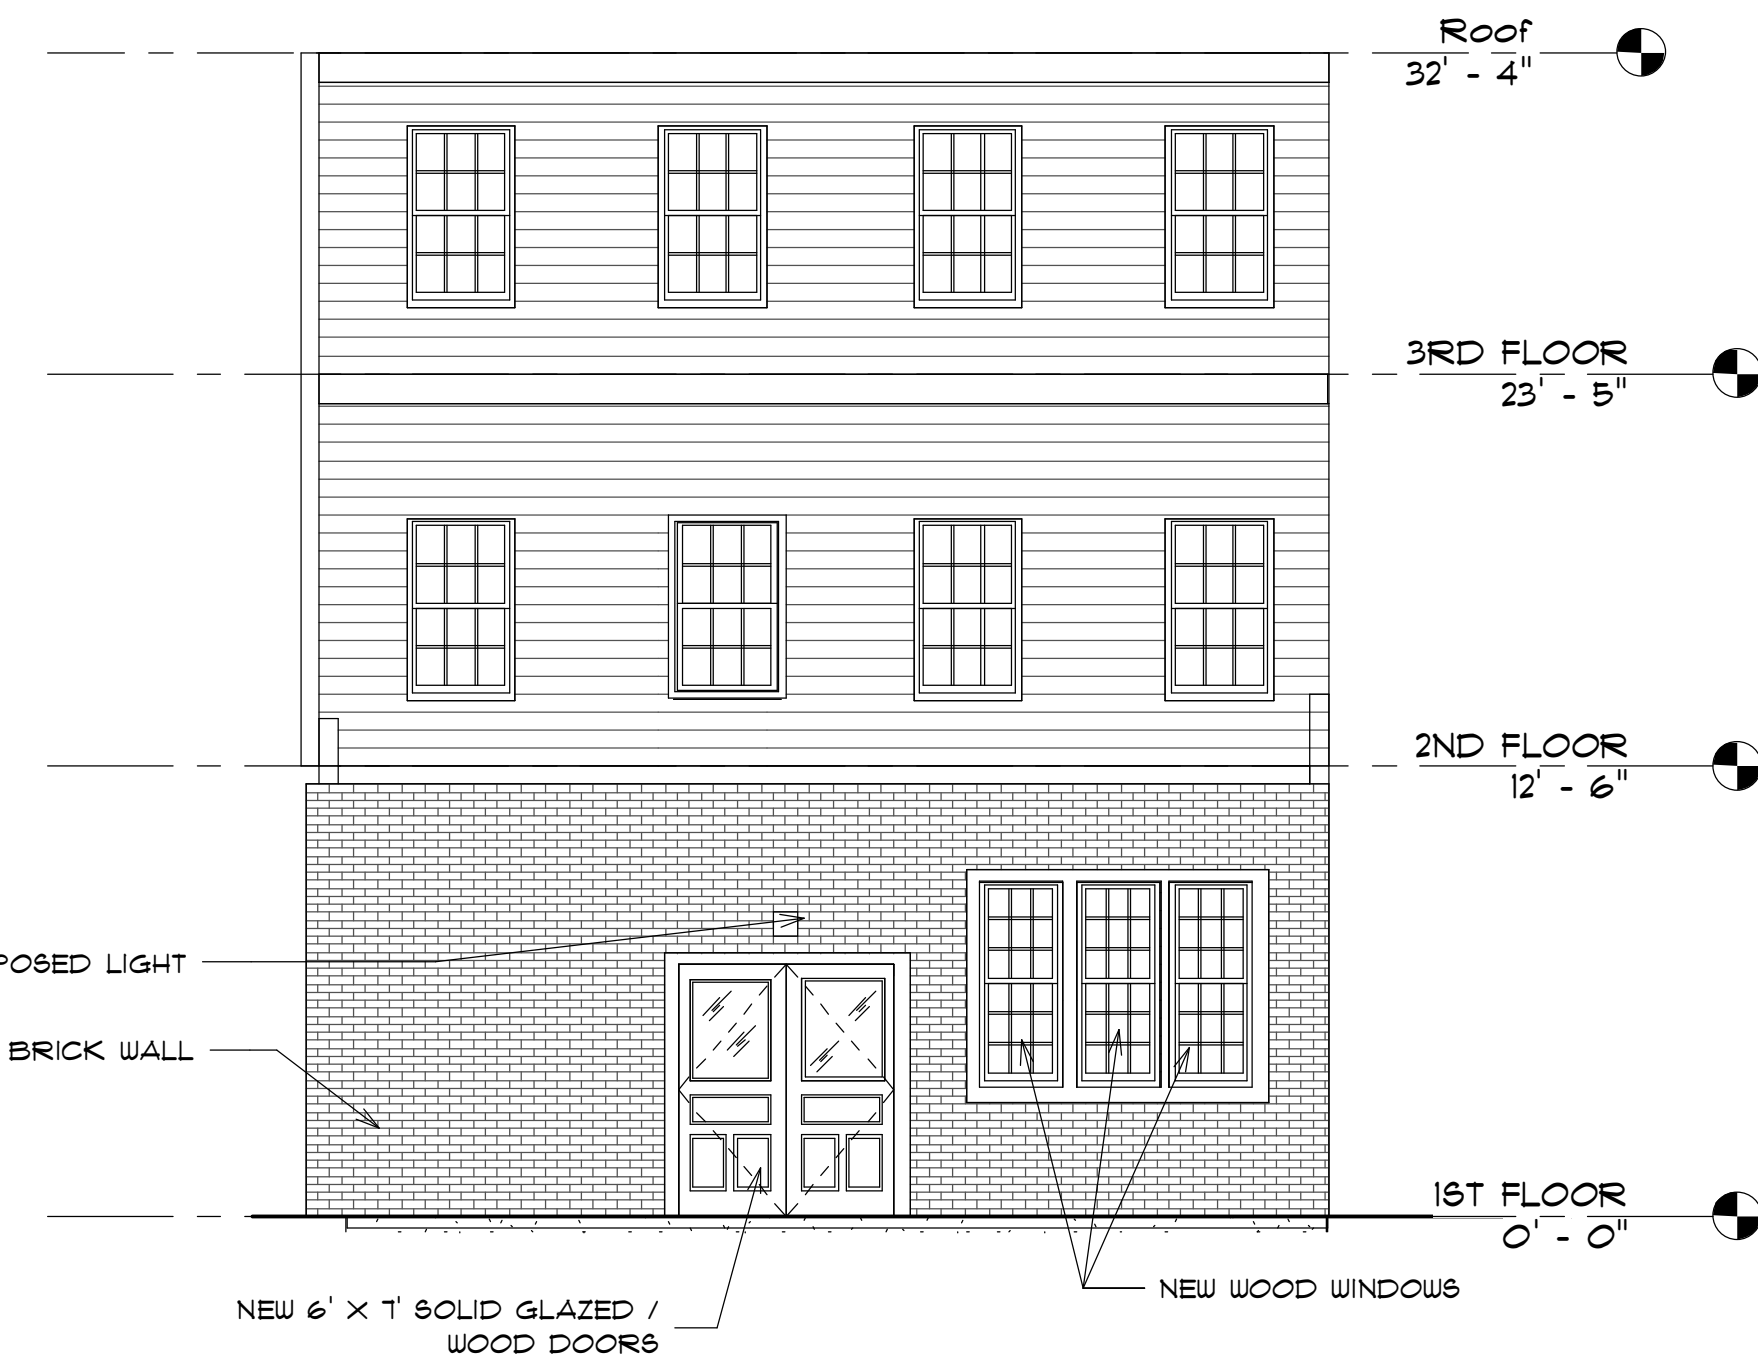 Roof
32' - 4"
3RD FLOOR
23' - 5"
2ND FLOOR
12' - 6"
LIGHT
BRICK WALL
1ST FLOOR
0' - 0"
NEW WOOD WINDOWS
NEW 6' X 7' SOLID GLAZED /
WOOD DOORS